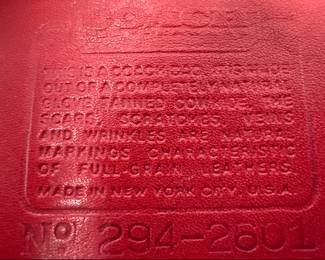 COACH
THIS IS A COACH BAG. IT IS MADE
OUT OF A COMPLETELY NATURAL
GLOVE TANNED COWHIDE. THE
SCARS, SCRATCHES, VEINS
AND WRINKLES ARE NATURAL
MARKINGS CHARACTERISTIC
OF FULL-GRAIN LEATHERS.
MADE IN NEW YORK CITY, U.S.A.
No 294-2601